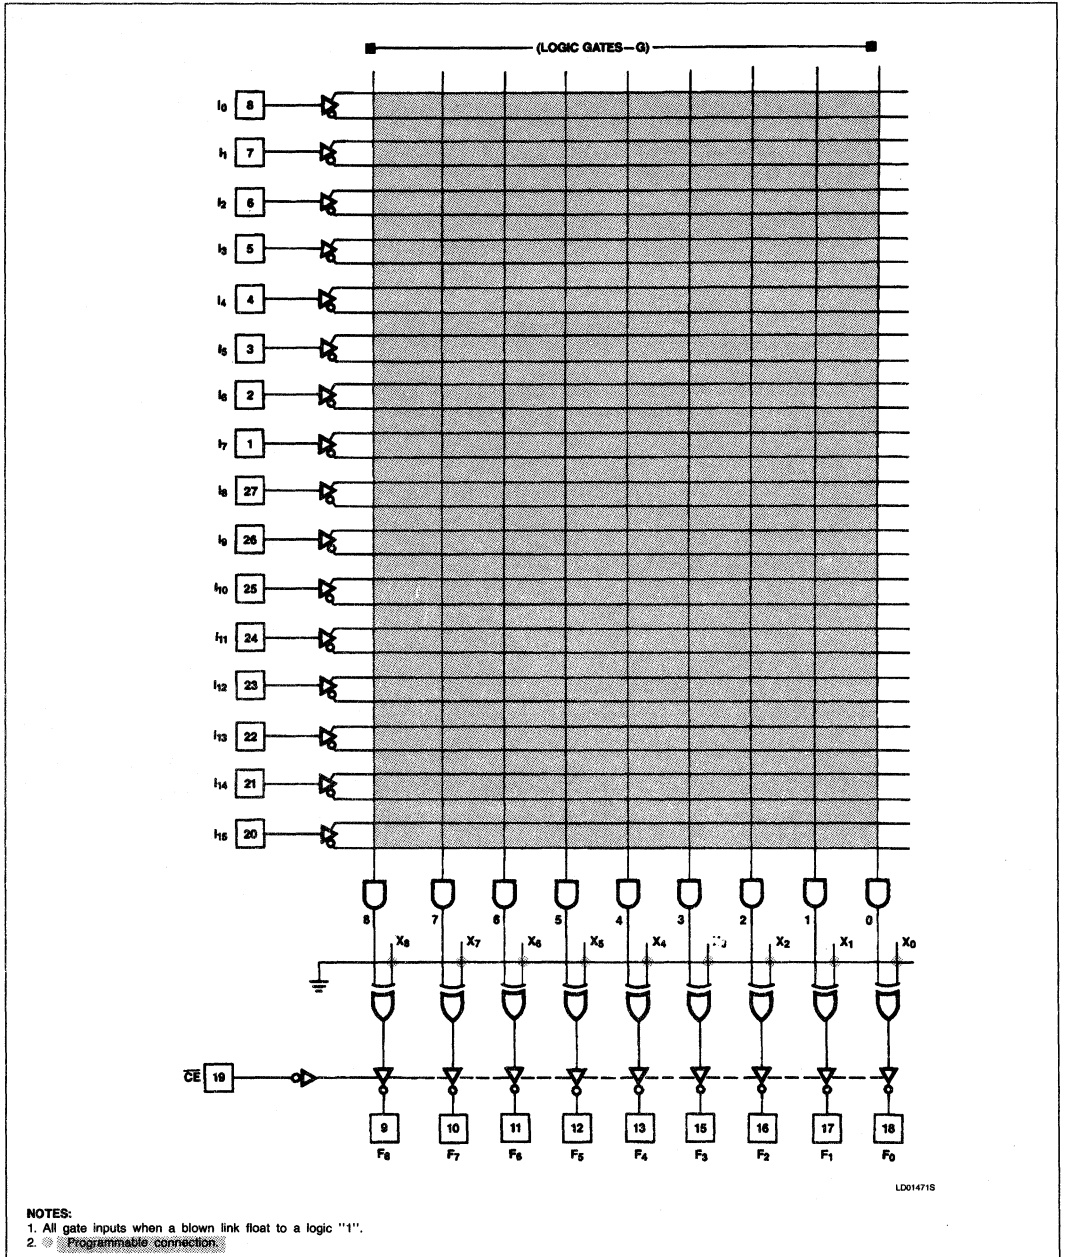 (LOGIC GATES—G)
I0 8
I1 7
I2 6
I3 5
I4 4
I5 3
I6 2
I7 1
I8 27
I9 26
I10 25
I11 24
I12 23
I13 22
I14 21
I15 20
8 7 6 5 4 3 2 1 0
X8 X7 X6 X5 X4 X2 X1 X0
CE 19
9 10 11 12 13 15 16 17 18
F8 F7 F6 F5 F4 F3 F2 F1 F0
LD01471S
NOTES:
1. All gate inputs when a blown link float to a logic "1".
2. Programmable connection.